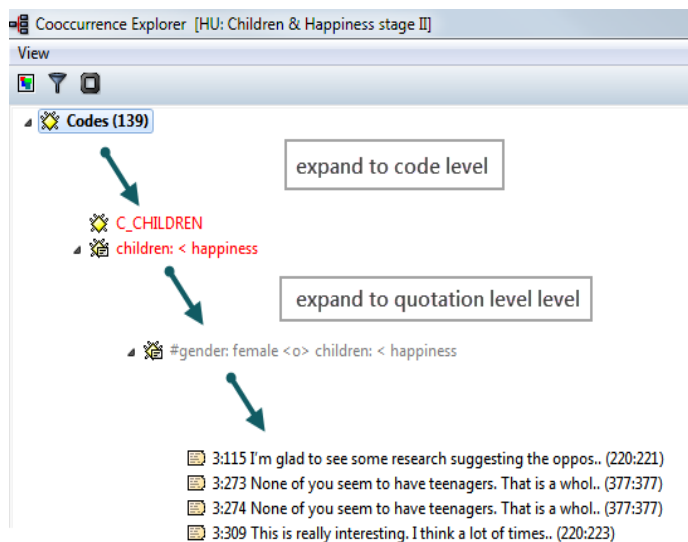 Cooccurrence Explorer [HU: Children & Happiness stage II]
View
Codes (139)
expand to code level
C_CHILDREN
children: < happiness
expand to quotation level level
#gender: female <o> children: < happiness
3:115 I'm glad to see some research suggesting the oppos.. (220:221)
3:273 None of you seem to have teenagers. That is a whol.. (377:377)
3:274 None of you seem to have teenagers. That is a whol.. (377:377)
3:309 This is really interesting. I think a lot of times.. (220:223)